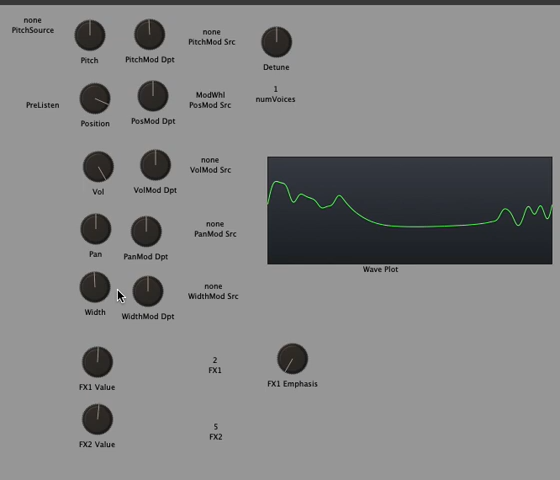 none
PitchSource
Pitch
PitchMod Dpt
none
PitchMod Src
Detune
PreListen
Position
PosMod Dpt
ModWhl
PosMod Src
1
numVoices
Vol
VolMod Dpt
none
VolMod Src
Pan
PanMod Dpt
none
PanMod Src
Wave Plot
Width
WidthMod Dpt
none
WidthMod Src
FX1 Value
2
FX1
FX1 Emphasis
FX2 Value
5
FX2